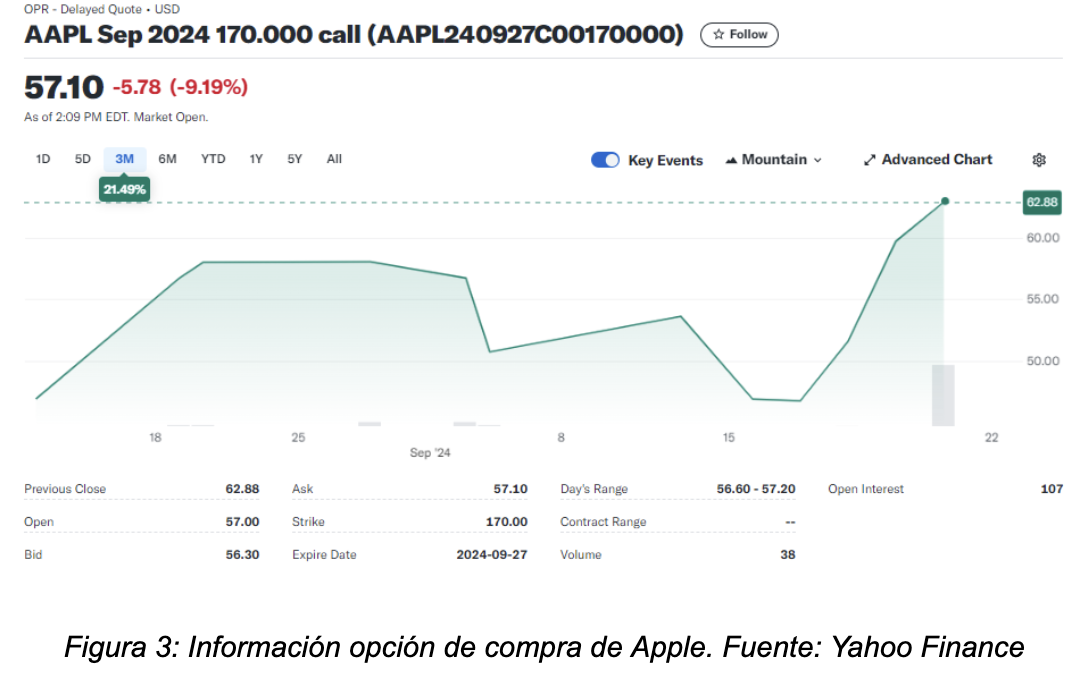 OPR - Delayed Quote • USD
AAPL Sep 2024 170.000 call (AAPL240927C00170000)
☆ Follow
57.10 -5.78 (-9.19%)
As of 2:09 PM EDT. Market Open.
1D 5D 3M 6M YTD 1Y 5Y All
Key Events Mountain Advanced Chart
21.49%
62.88
60.00
55.00
50.00
18 25 8 15 22
Sep '24
Previous Close 62.88 Ask 57.10 Day's Range 56.60 - 57.20 Open Interest 107
Open 57.00 Strike 170.00 Contract Range --
Bid 56.30 Expire Date 2024-09-27 Volume 38
Figura 3: Información opción de compra de Apple. Fuente: Yahoo Finance